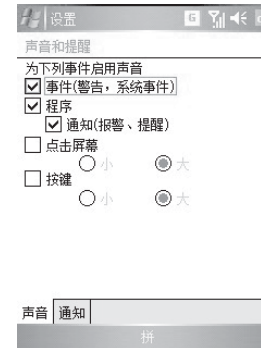 设置
G
声音和提醒
为下列事件启用声音
事件(警告，系统事件)
程序
通知(报警、提醒)
点击屏幕
小 大
按键
小 大
声音 通知
拼